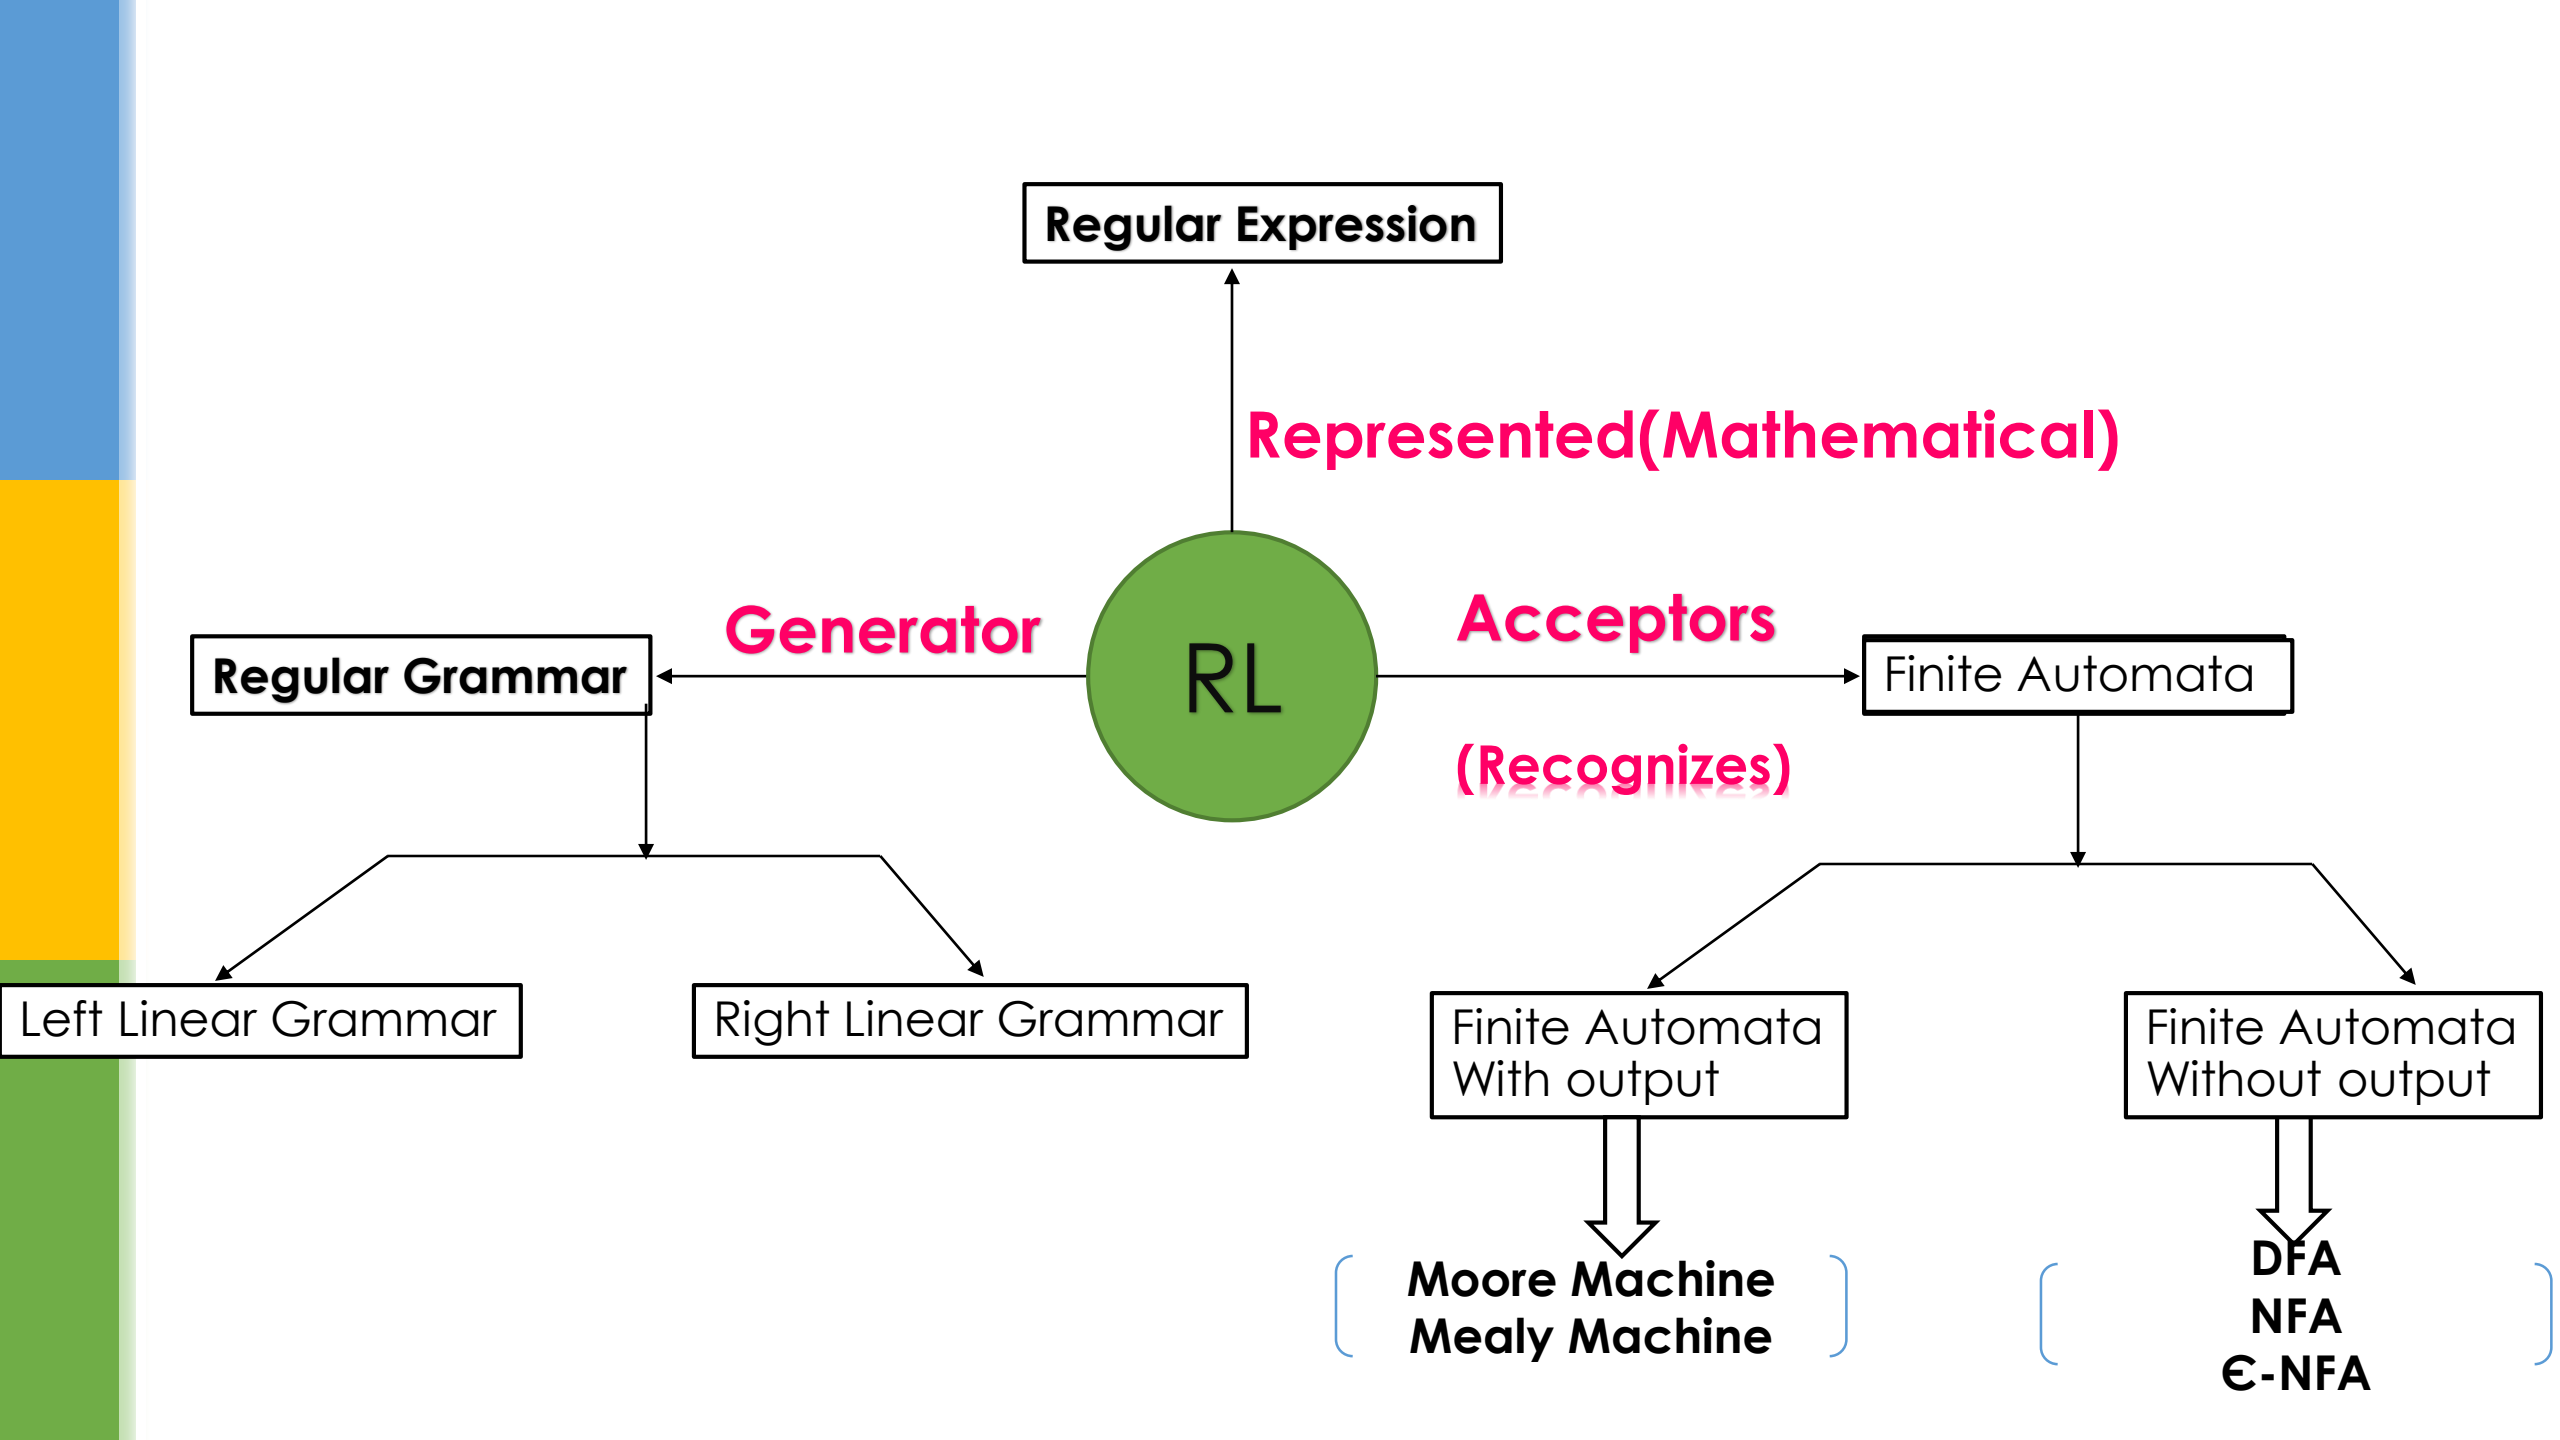 Regular Expression
Represented(Mathematical)
Generator
Acceptors
Regular Grammar
RL
Finite Automata
(Recognizes)
Left Linear Grammar
Right Linear Grammar
Finite Automata
With output
Finite Automata
Without output
Moore Machine
Mealy Machine
DFA
NFA
Є-NFA